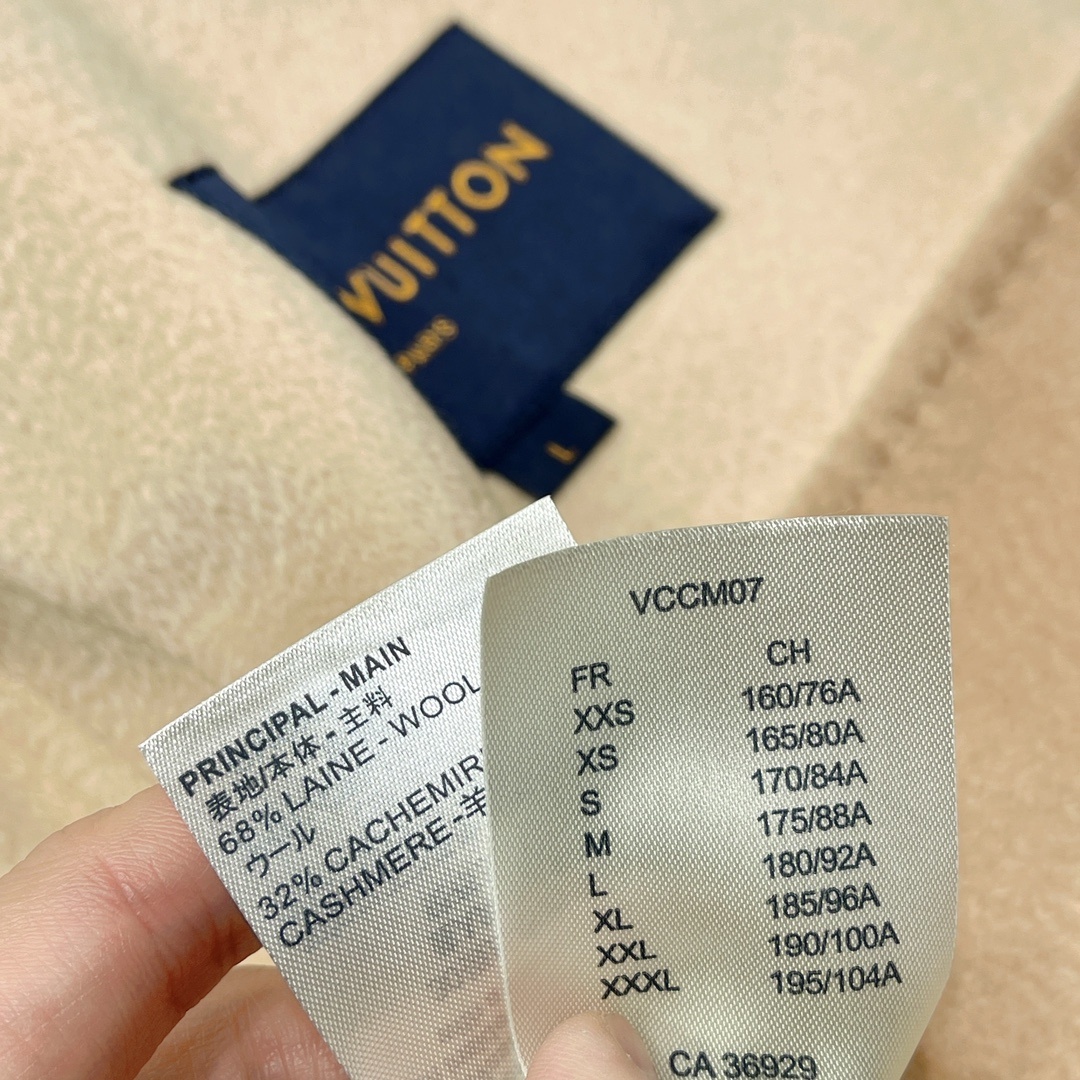 VUITTON
PARIS
L
PRINCIPAL - MAIN
表地/本体 - 主料
68% LAINE - WOOL
ウール
32% CACHEMIR
CASHMERE - 羊
VCCM07
FR CH
XXS 160/76A
XS 165/80A
S 170/84A
M 175/88A
L 180/92A
XL 185/96A
XXL 190/100A
XXXL 195/104A
CA 36929